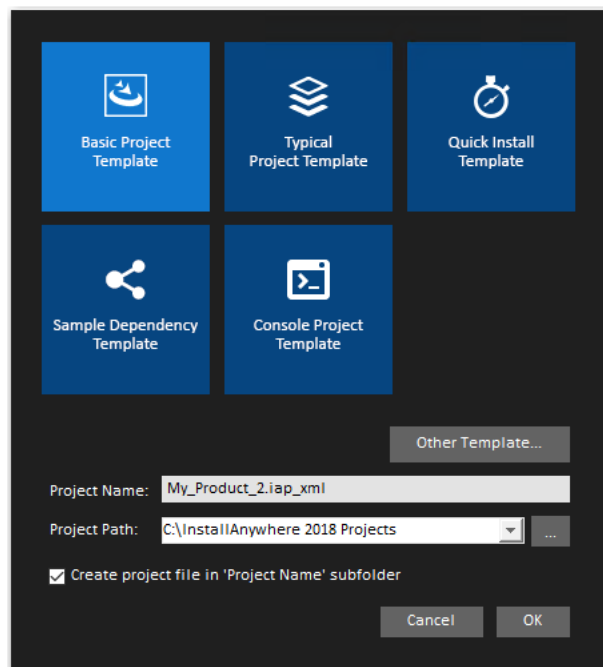 Basic Project
Template
Typical
Project Template
Quick Install
Template
Sample Dependency
Template
Console Project
Template
Other Template...
Project Name: My_Product_2.iap_xml
Project Path: C:\InstallAnywhere 2018 Projects ...
Create project file in 'Project Name' subfolder
Cancel OK